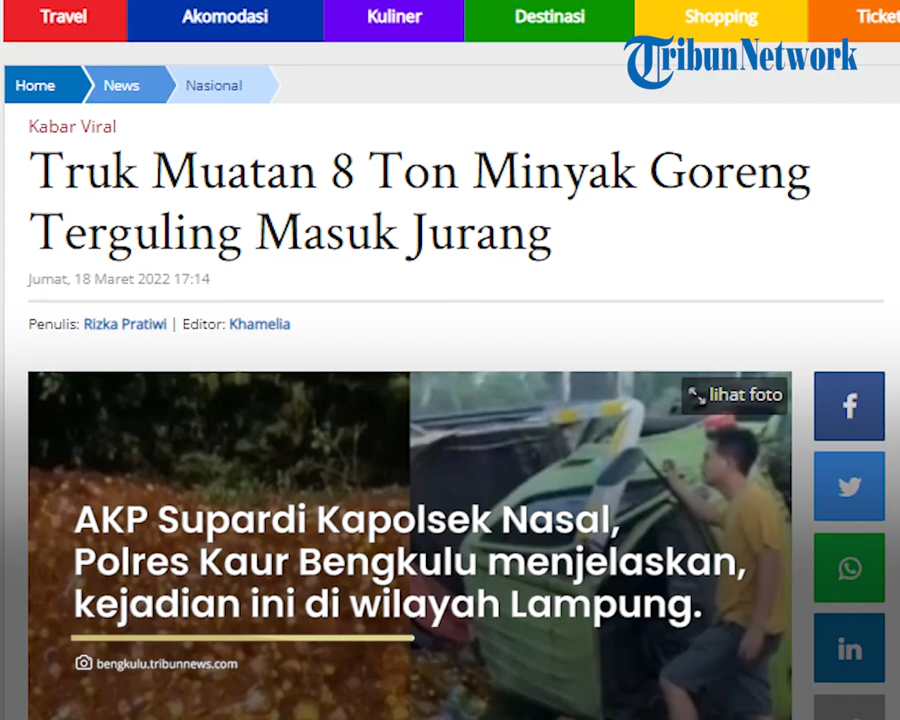 Travel
Akomodasi
Kuliner
Destinasi
Shopping
Ticket
TribunNetwork
Home
News
Nasional
Kabar Viral
Truk Muatan 8 Ton Minyak Goreng
Terguling Masuk Jurang
Jumat, 18 Maret 2022 17:14
Penulis: Rizka Pratiwi | Editor: Khamelia
lihat foto
AKP Supardi Kapolsek Nasal,
Polres Kaur Bengkulu menjelaskan,
kejadian ini di wilayah Lampung.
bengkulu.tribunnews.com